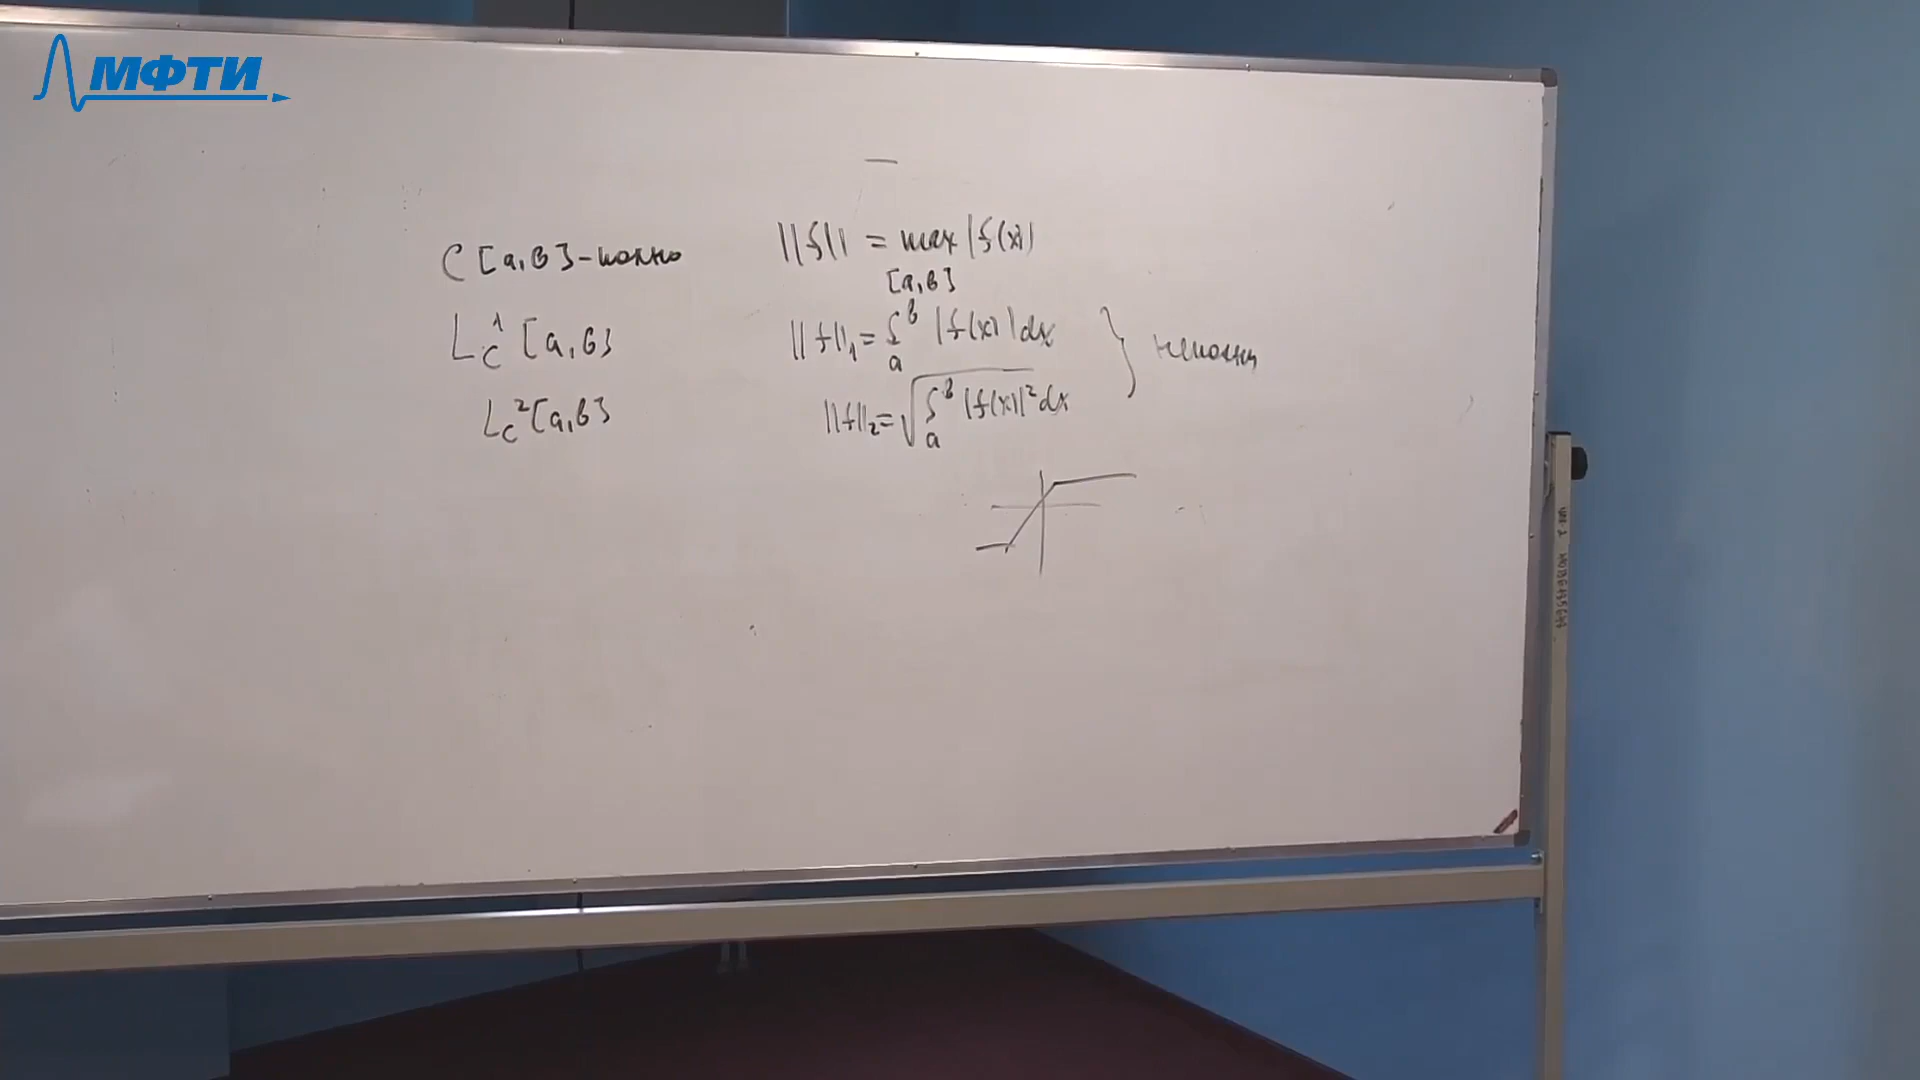 МФТИ
C [a,b] - полно ||f|| = max |f(x)|
[a,b]
L_C^1 [a,b] ||f||_1 = ∫_a^b |f(x)| dx } неполны
L_C^2 [a,b] ||f||_2 = √(∫_a^b |f(x)|^2 dx)